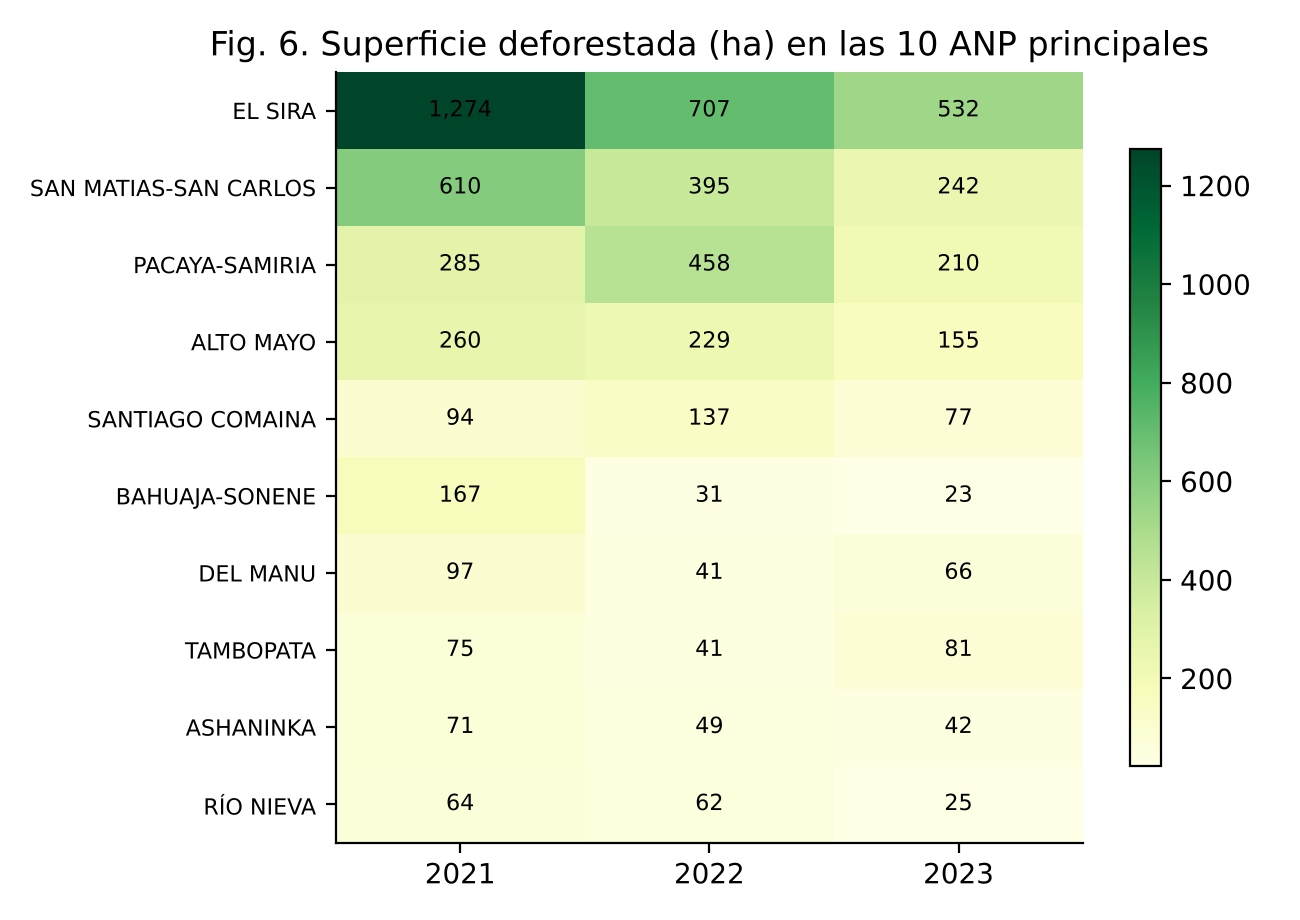 Fig. 6. Superficie deforestada (ha) en las 10 ANP principales
EL SIRA 1,274 707 532
SAN MATIAS-SAN CARLOS 610 395 242
PACAYA-SAMIRIA 285 458 210
ALTO MAYO 260 229 155
SANTIAGO COMAINA 94 137 77
BAHUAJA-SONENE 167 31 23
DEL MANU 97 41 66
TAMBOPATA 75 41 81
ASHANINKA 71 49 42
RÍO NIEVA 64 62 25
2021 2022 2023
1200
1000
800
600
400
200